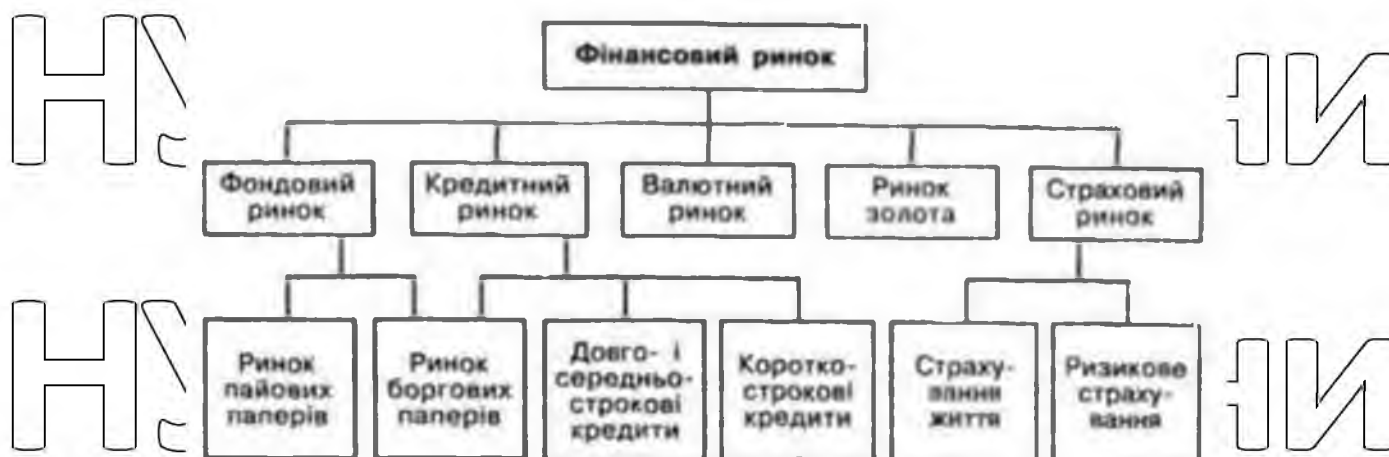 Фінансовий ринок
Фондовий
ринок
Кредитний
ринок
Валютний
ринок
Ринок
золота
Страховий
ринок
Ринок
пайових
паперів
Ринок
боргових
паперів
Довго- і
середньо-
строкові
кредити
Коротко-
строкові
кредити
Страху-
вання
життя
Ризикове
страху-
вання